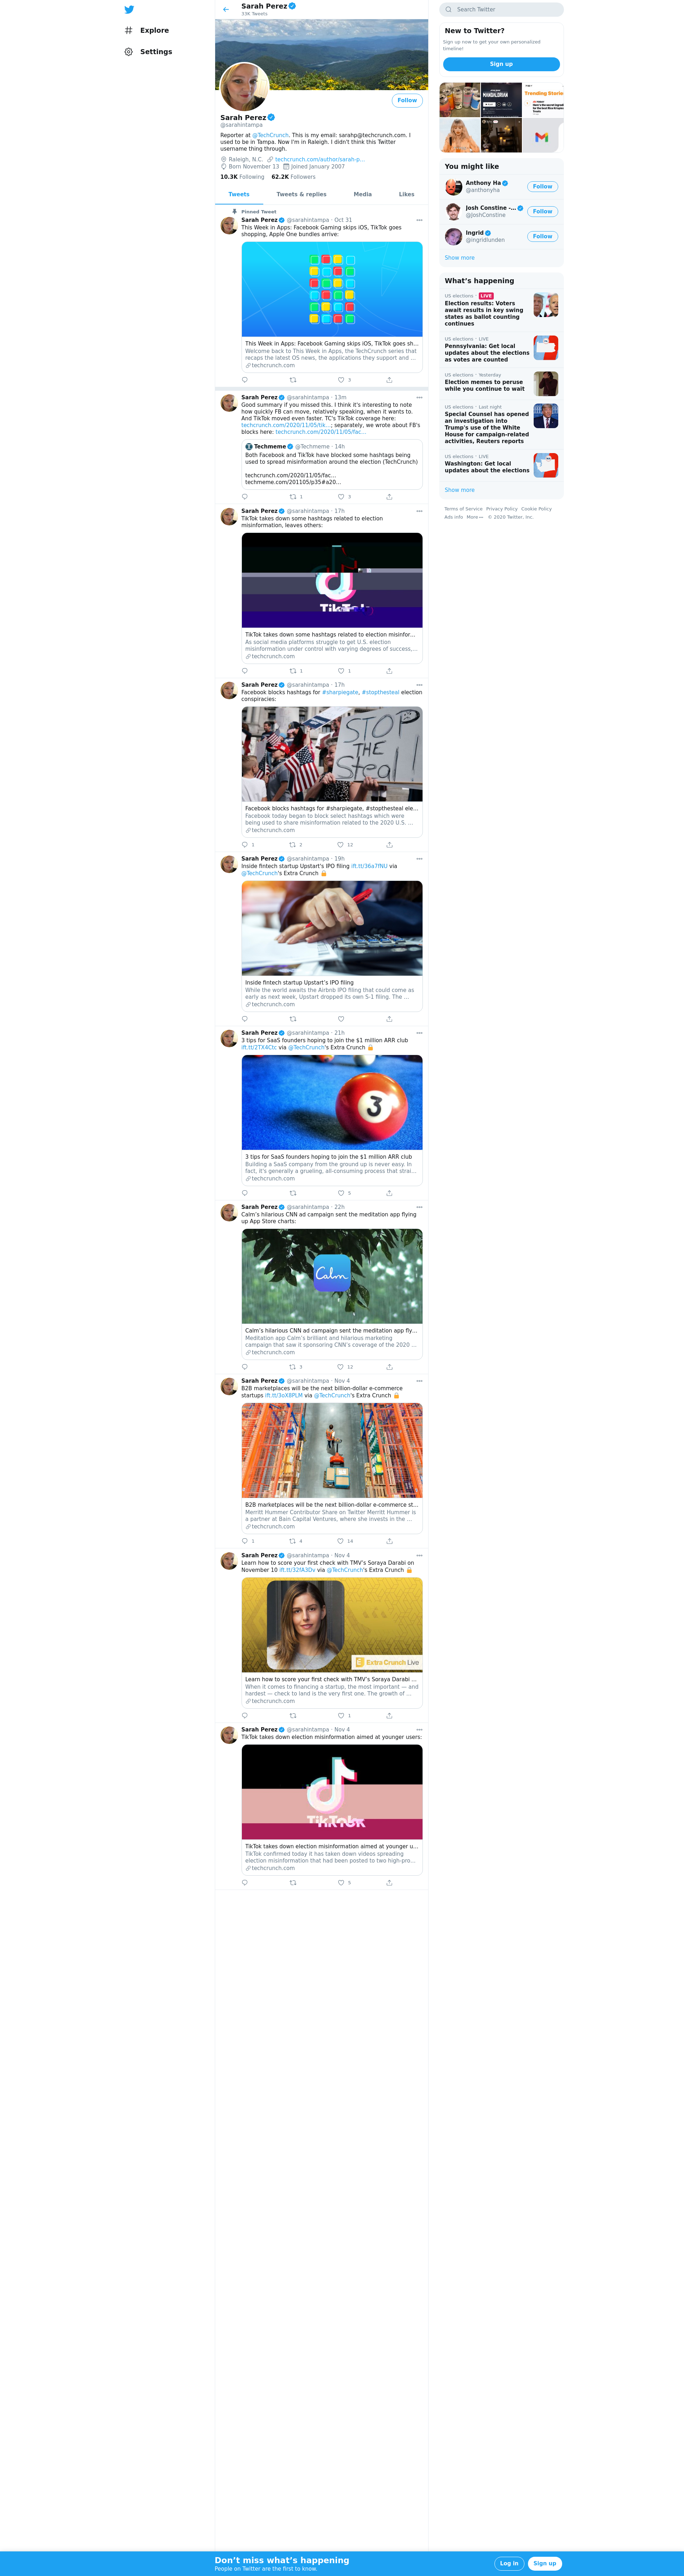 Explore
Settings
Sarah Perez
33K Tweets
Follow
Sarah Perez
@sarahintampa
Reporter at @TechCrunch. This is my email: sarahp@techcrunch.com. I
used to be in Tampa. Now I'm in Raleigh. I didn't think this Twitter
username thing through.
Raleigh, N.C. techcrunch.com/author/sarah-p…
Born November 13 Joined January 2007
10.3K Following 62.2K Followers
Tweets Tweets & replies Media Likes
Pinned Tweet
Sarah Perez @sarahintampa · Oct 31
This Week in Apps: Facebook Gaming skips iOS, TikTok goes
shopping, Apple One bundles arrive:
This Week in Apps: Facebook Gaming skips iOS, TikTok goes sh...
Welcome back to This Week in Apps, the TechCrunch series that
recaps the latest OS news, the applications they support and ...
techcrunch.com
3
Sarah Perez @sarahintampa · 13m
Good summary if you missed this. I think it's interesting to note
how quickly FB can move, relatively speaking, when it wants to.
And TikTok moved even faster. TC's TikTok coverage here:
techcrunch.com/2020/11/05/tik…; separately, we wrote about FB's
blocks here: techcrunch.com/2020/11/05/fac…
Techmeme @Techmeme · 14h
Both Facebook and TikTok have blocked some hashtags being
used to spread misinformation around the election (TechCrunch)
techcrunch.com/2020/11/05/fac…
techmeme.com/201105/p35#a20…
1 3
Sarah Perez @sarahintampa · 17h
TikTok takes down some hashtags related to election
misinformation, leaves others:
TikTok takes down some hashtags related to election misinfor...
As social media platforms struggle to get U.S. election
misinformation under control with varying degrees of success,...
techcrunch.com
1 1
Sarah Perez @sarahintampa · 17h
Facebook blocks hashtags for #sharpiegate, #stopthesteal election
conspiracies:
STOP
THE
Steal
Facebook blocks hashtags for #sharpiegate, #stopthesteal ele...
Facebook today began to block select hashtags which were
being used to share misinformation related to the 2020 U.S. ...
techcrunch.com
1 1 12
Sarah Perez @sarahintampa · 19h
Inside fintech startup Upstart's IPO filing ift.tt/36a7fNU via
@TechCrunch's Extra Crunch
Inside fintech startup Upstart's IPO filing
While the world awaits the Airbnb IPO filing that could come as
early as next week, Upstart dropped its own S-1 filing. The ...
techcrunch.com
Sarah Perez @sarahintampa · 21h
3 tips for SaaS founders hoping to join the $1 million ARR club
ift.tt/2TX4Ctc via @TechCrunch's Extra Crunch
3
3 tips for SaaS founders hoping to join the $1 million ARR club
Building a SaaS company from the ground up is never easy. In
fact, it's generally a grueling, all-consuming process that strai...
techcrunch.com
5
Sarah Perez @sarahintampa · 22h
Calm's hilarious CNN ad campaign sent the meditation app flying
up App Store charts:
Calm
Calm's hilarious CNN ad campaign sent the meditation app fly...
Meditation app Calm's brilliant and hilarious marketing
campaign that saw it sponsoring CNN's coverage of the 2020 ...
techcrunch.com
3 12
Sarah Perez @sarahintampa · Nov 4
B2B marketplaces will be the next billion-dollar e-commerce
startups ift.tt/3oX8PLM via @TechCrunch's Extra Crunch
B2B marketplaces will be the next billion-dollar e-commerce st...
Merritt Hummer Contributor Share on Twitter Merritt Hummer is
a partner at Bain Capital Ventures, where she invests in the ...
techcrunch.com
1 4 14
Sarah Perez @sarahintampa · Nov 4
Learn how to score your first check with TMV's Soraya Darabi on
November 10 ift.tt/32fA3Dv via @TechCrunch's Extra Crunch
Extra Crunch Live
Learn how to score your first check with TMV's Soraya Darabi ...
When it comes to financing a startup, the most important — and
hardest — check to land is the very first one. The growth of ...
techcrunch.com
1
Sarah Perez @sarahintampa · Nov 4
TikTok takes down election misinformation aimed at younger users:
TikTok
TikTok takes down election misinformation aimed at younger u...
TikTok confirmed today it has taken down videos spreading
election misinformation that had been posted to two high-pro...
techcrunch.com
Search Twitter
New to Twitter?
Sign up now to get your own personalized
timeline!
Sign up
MANDALORIAN
Trending Stories
You might like
Anthony Ha
@anthonyha
Follow
Josh Constine -...
@JoshConstine
Follow
Ingrid
@ingridlunden
Follow
Show more
What's happening
US elections · LIVE
Election results: Voters
await results in key swing
states as ballot counting
continues
US elections · LIVE
Pennsylvania: Get local
updates about the elections
as votes are counted
US elections · Yesterday
Election memes to peruse
while you continue to wait
US elections · Last night
Special Counsel has opened
an investigation into
Trump's use of the White
House for campaign-related
activities, Reuters reports
US elections · LIVE
Washington: Get local
updates about the elections
Show more
Terms of Service Privacy Policy Cookie Policy
Ads info More © 2020 Twitter, Inc.
Don't miss what's happening
People on Twitter are the first to know.
Log in
Sign up